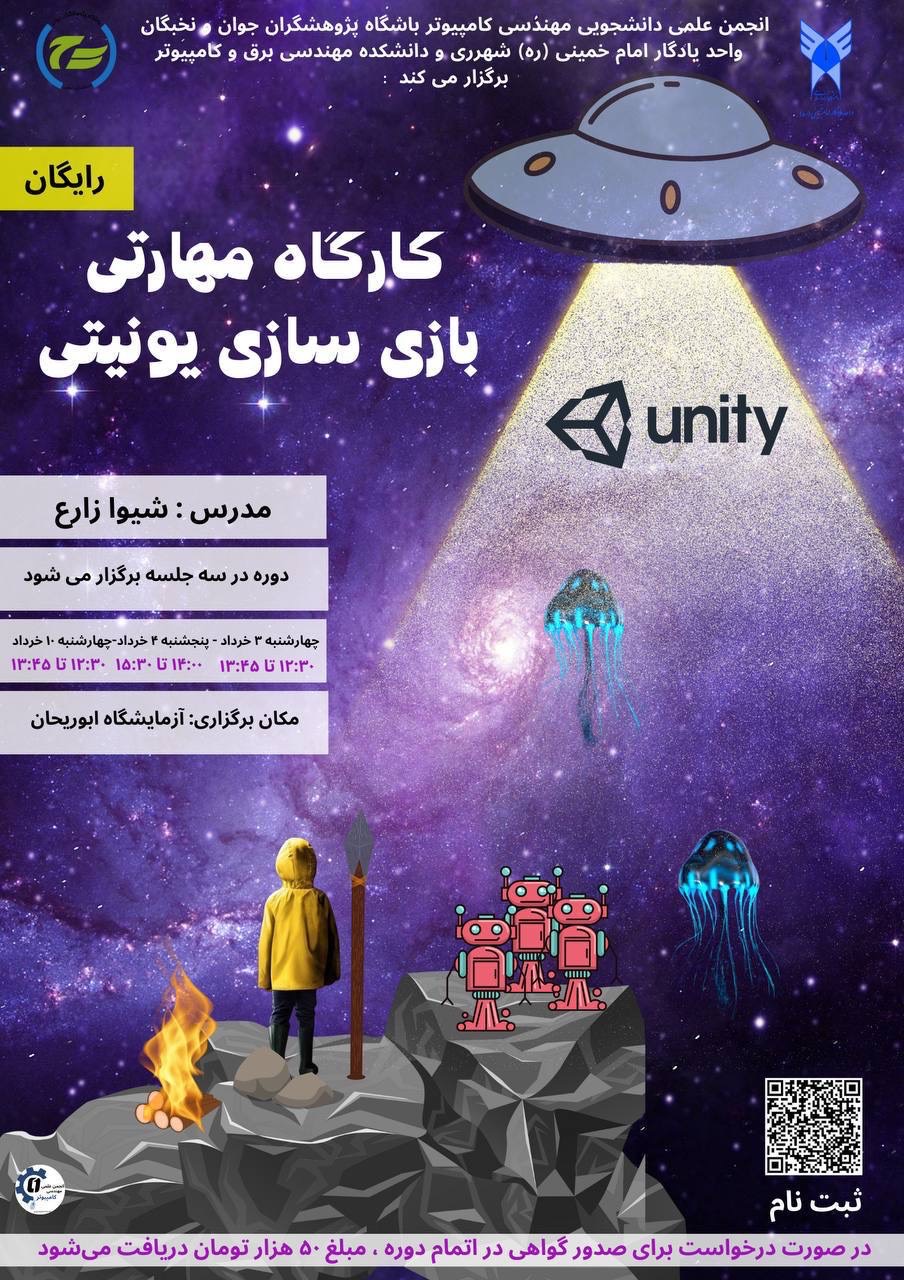 انجمن علمی دانشجویی مهندسی کامپیوتر باشگاه پژوهشگران جوان و نخبگان
واحد یادگار امام خمینی (ره) شهرری و دانشکده مهندسی برق و کامپیوتر
برگزار می کند :
رایگان
کارگاه مهارتی
بازی سازی یونیتی
unity
مدرس : شیوا زارع
دوره در سه جلسه برگزار می شود
چهارشنبه ۳ خرداد - پنجشنبه ۴ خرداد-چهارشنبه ۱۰ خرداد
۱۲:۳۰ تا ۱۳:۴۵ ۱۴:۰۰ تا ۱۵:۳۰ ۱۲:۳۰ تا ۱۳:۴۵
مکان برگزاری: آزمایشگاه ابوریحان
انجمن علمی
مهندسی
کامپیوتر
ثبت نام
در صورت درخواست برای صدور گواهی در اتمام دوره ، مبلغ ۵۰ هزار تومان دریافت می‌شود